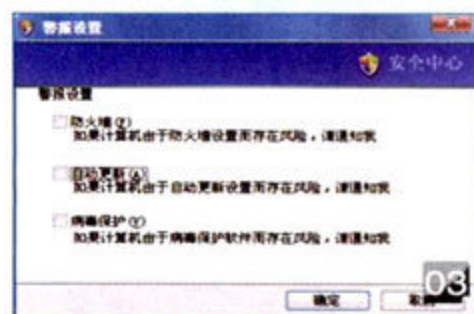 警报设置
安全中心
警报设置
防火墙(F)
如果计算机由于防火墙设置而存在风险，请通知我
自动更新(A)
如果计算机由于自动更新设置而存在风险，请通知我
病毒保护(V)
如果计算机由于病毒保护软件而存在风险，请通知我
确定
03